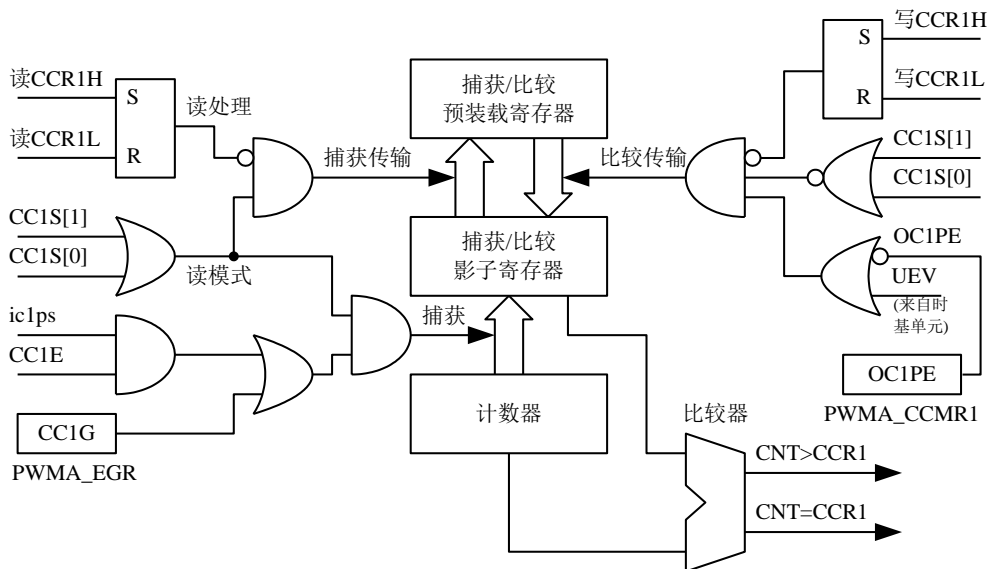 写CCR1H
S
写CCR1L
R
读CCR1H
S
读处理
读CCR1L
R
捕获/比较
预装载寄存器
捕获传输
比较传输
CC1S[1]
CC1S[0]
CC1S[1]
CC1S[0]
读模式
捕获/比较
影子寄存器
OC1PE
UEV
(来自时
基单元)
ic1ps
CC1E
捕获
OC1PE
PWMA_CCMR1
CC1G
PWMA_EGR
计数器
比较器
CNT>CCR1
CNT=CCR1